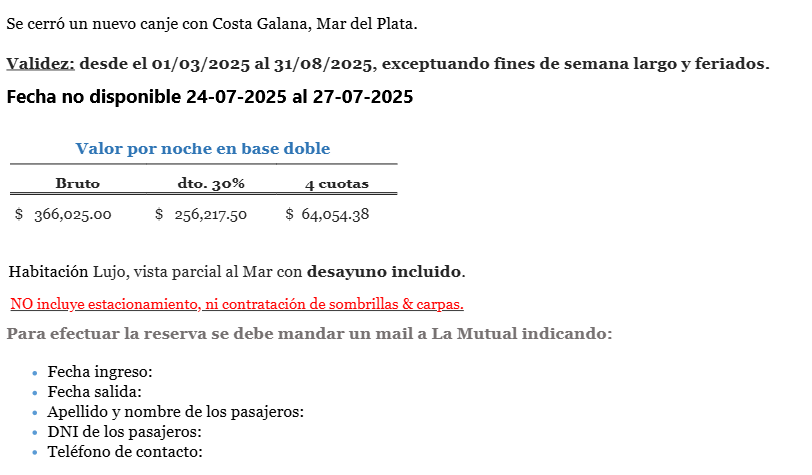 Se cerró un nuevo canje con Costa Galana, Mar del Plata.
Validez: desde el 01/03/2025 al 31/08/2025, exceptuando fines de semana largo y feriados.
Fecha no disponible 24-07-2025 al 27-07-2025
Valor por noche en base doble
Bruto dto. 30% 4 cuotas
$ 366,025.00 $ 256,217.50 $ 64,054.38
Habitación Lujo, vista parcial al Mar con desayuno incluido.
NO incluye estacionamiento, ni contratación de sombrillas & carpas.
Para efectuar la reserva se debe mandar un mail a La Mutual indicando:
• Fecha ingreso:
• Fecha salida:
• Apellido y nombre de los pasajeros:
• DNI de los pasajeros:
• Teléfono de contacto: